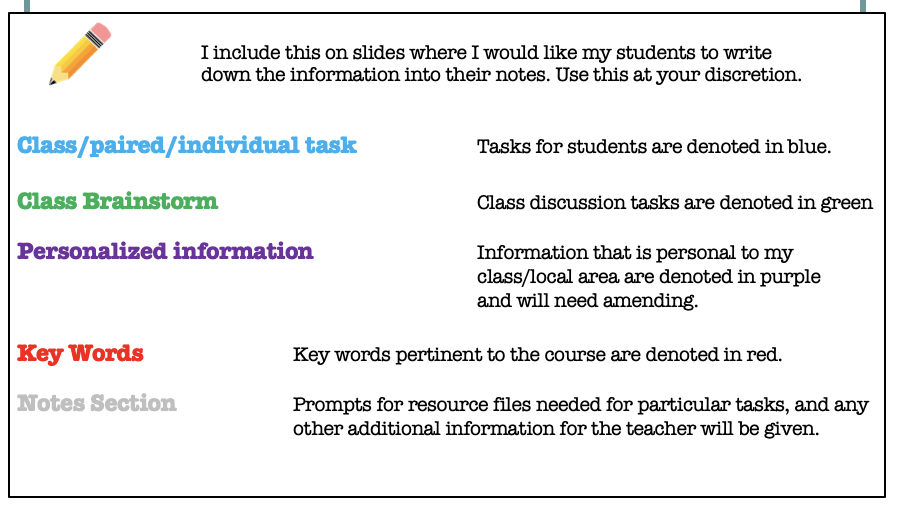 I include this on slides where I would like my students to write
down the information into their notes. Use this at your discretion.
Class/paired/individual task
Tasks for students are denoted in blue.
Class Brainstorm
Class discussion tasks are denoted in green
Personalized information
Information that is personal to my
class/local area are denoted in purple
and will need amending.
Key Words
Key words pertinent to the course are denoted in red.
Notes Section
Prompts for resource files needed for particular tasks, and any
other additional information for the teacher will be given.